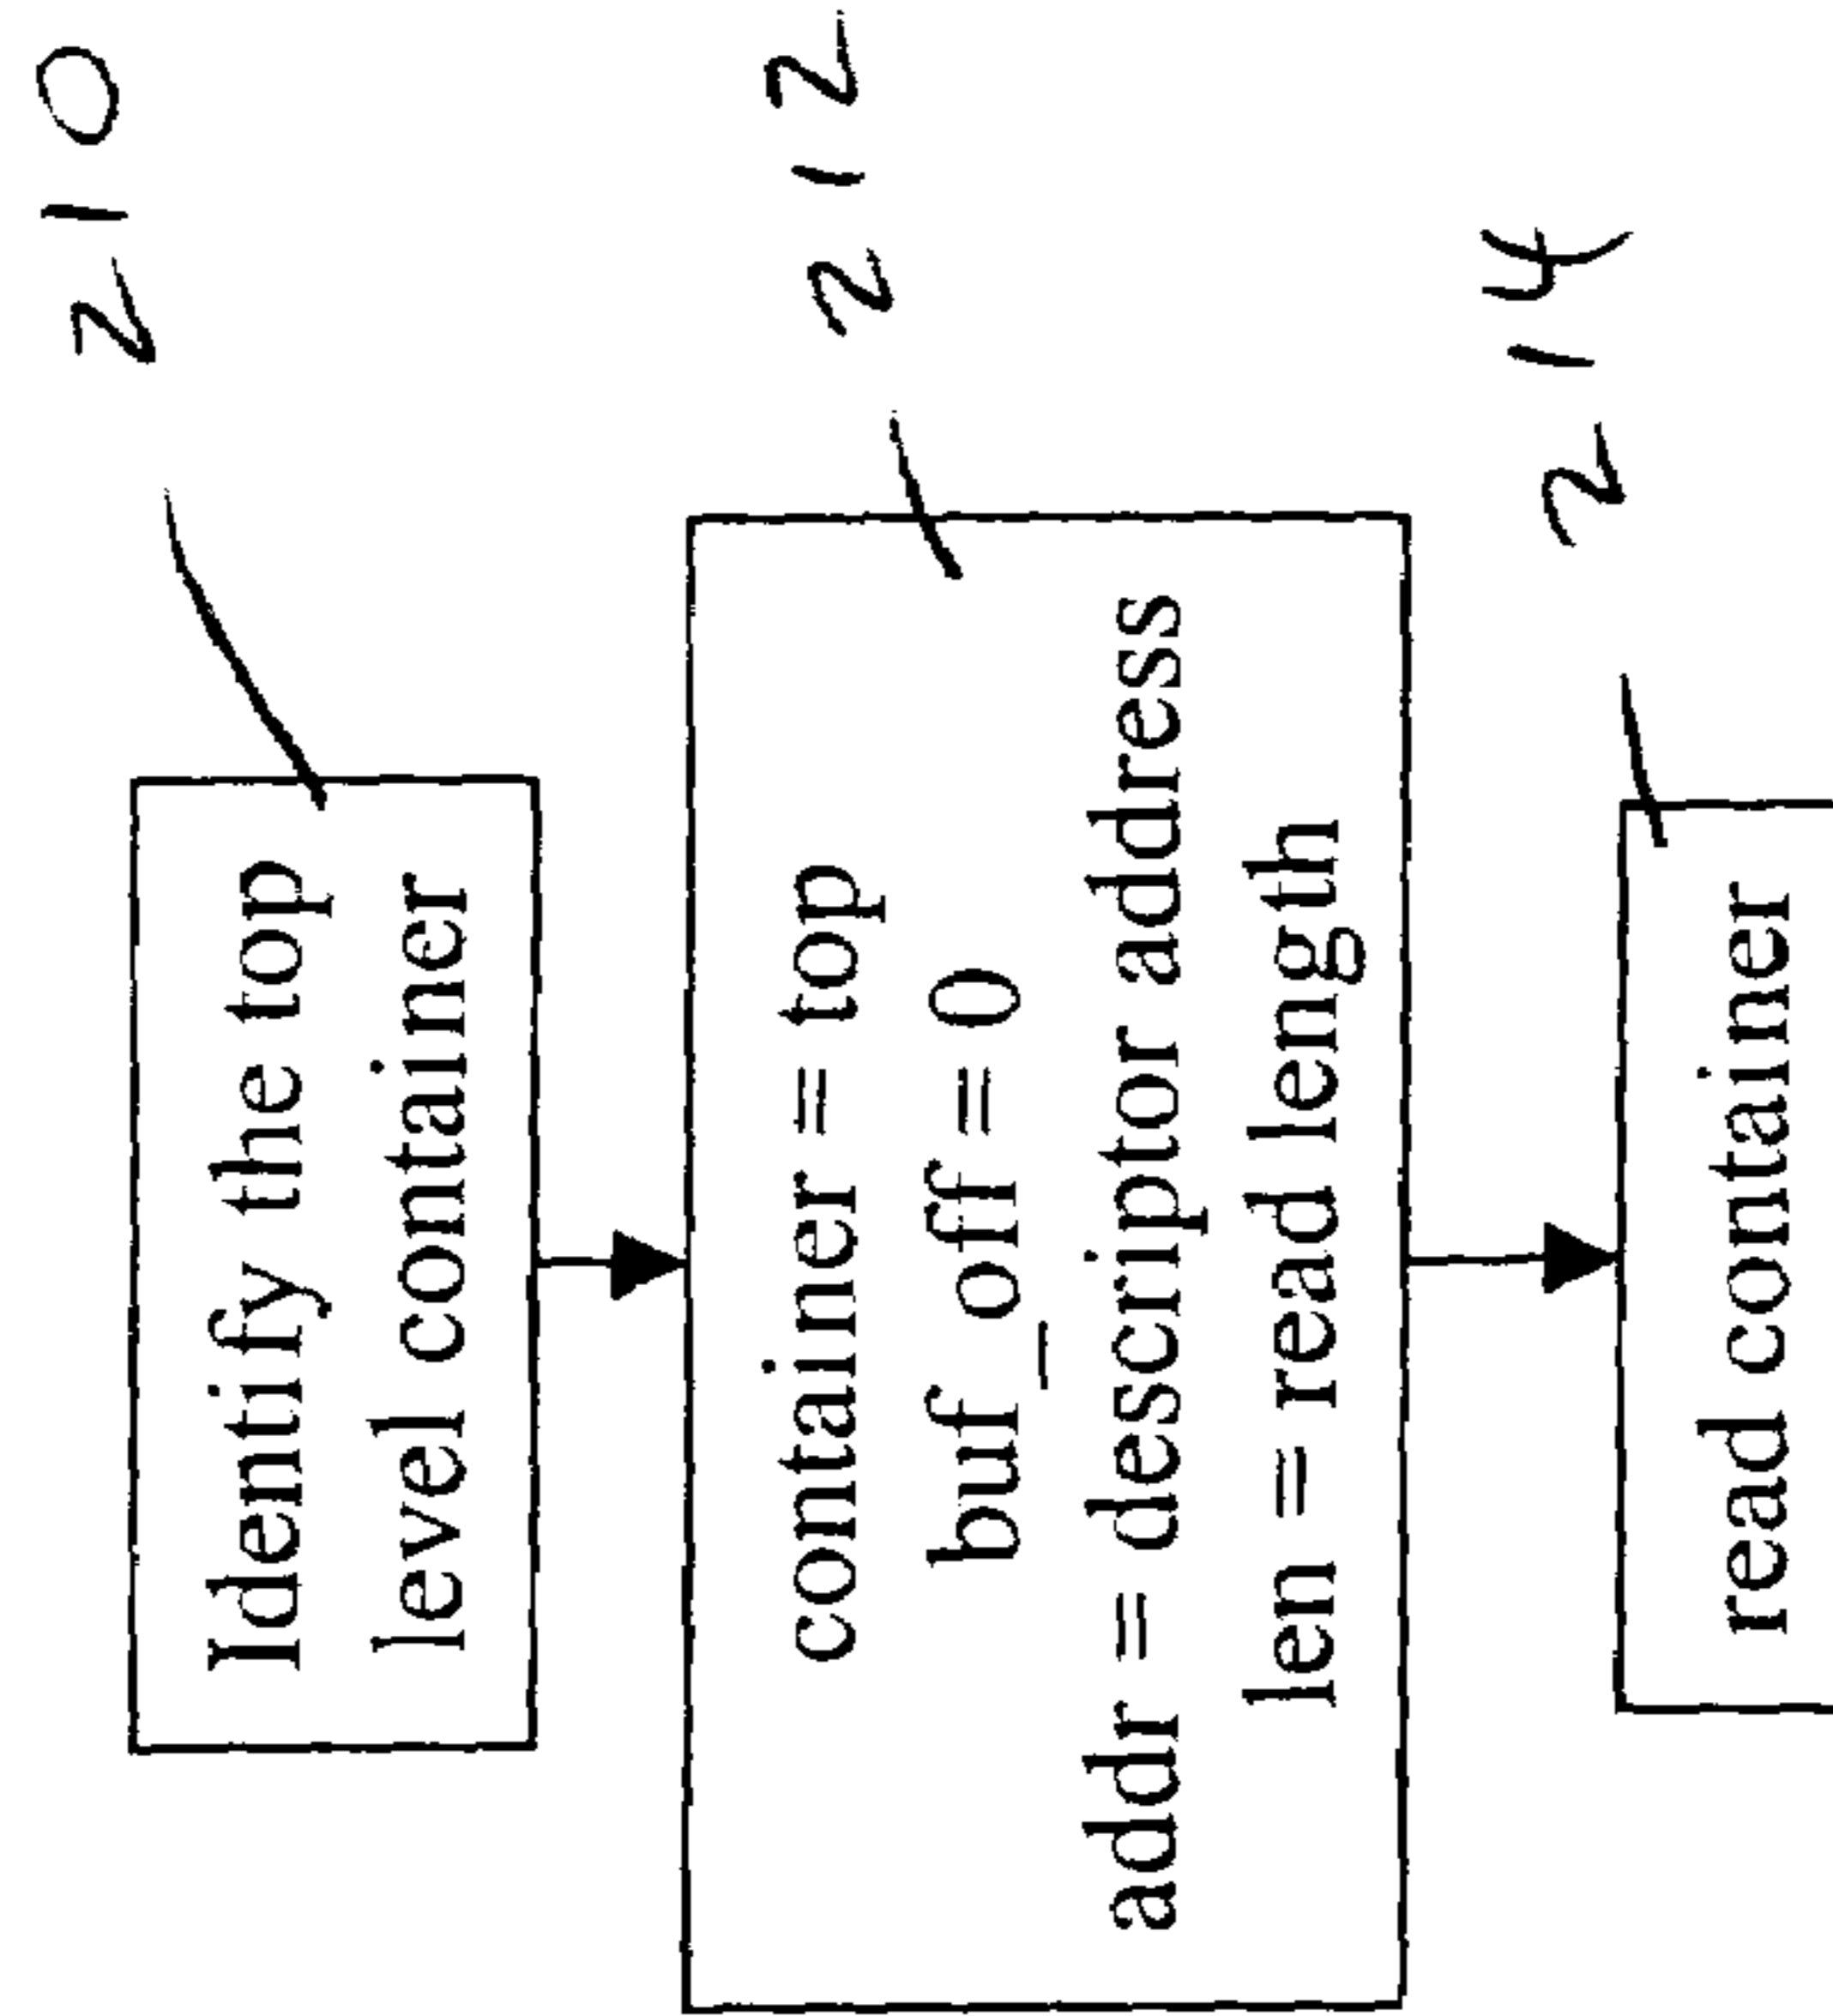 210
Identify the top
level container
212
container = top
buf_off = 0
addr = descriptor address
len = read length
214
read container